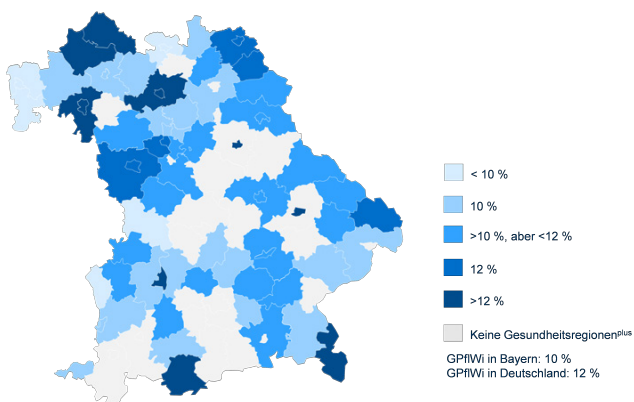 < 10 %
10 %
>10 %, aber <12 %
12 %
>12 %
Keine Gesundheitsregionenplus
GPflWi in Bayern: 10 %
GPflWi in Deutschland: 12 %